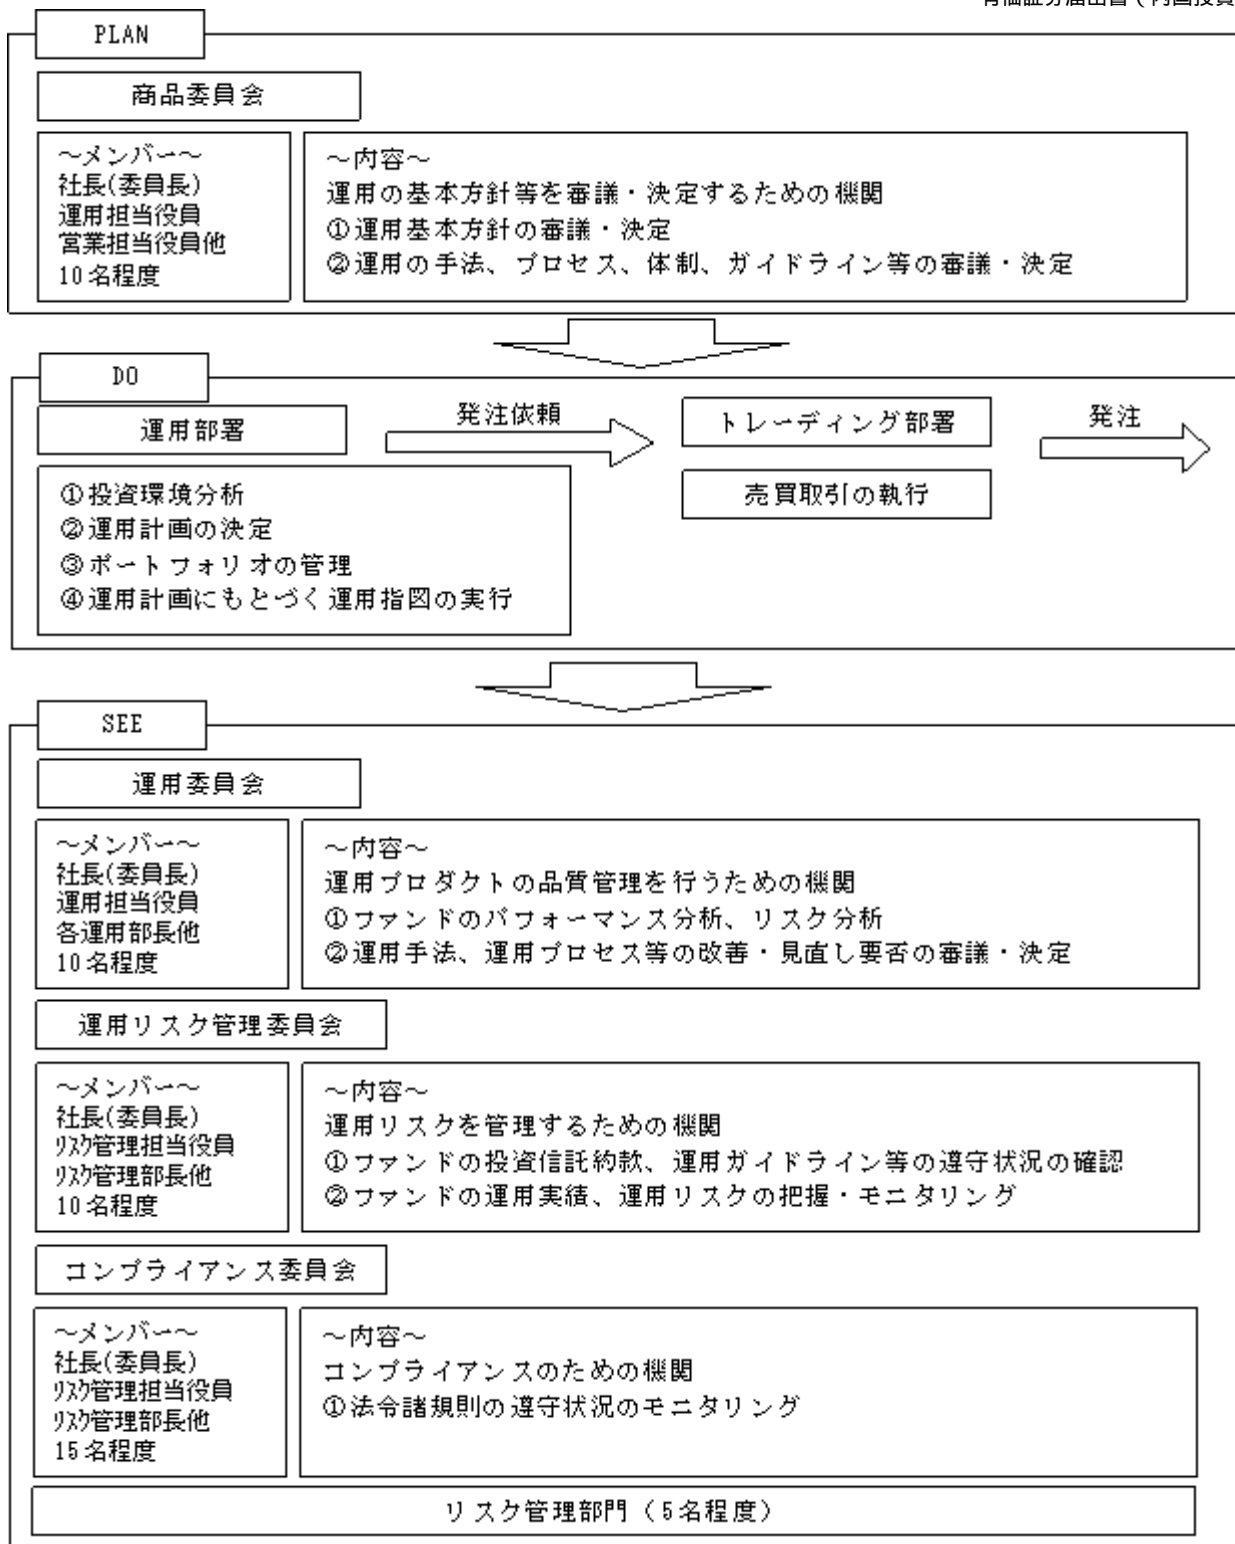 PLAN
商品委員会
～メンバー～
社長(委員長)
運用担当役員
営業担当役員他
10名程度
～内容～
運用の基本方針等を審議・決定するための機関
①運用基本方針の審議・決定
②運用の手法、プロセス、体制、ガイドライン等の審議・決定
DO
運用部署
発注依頼
トレーディング部署
発注
売買取引の執行
①投資環境分析
②運用計画の決定
③ポートフォリオの管理
④運用計画にもとづく運用指図の実行
SEE
運用委員会
～メンバー～
社長(委員長)
運用担当役員
各運用部長他
10名程度
～内容～
運用プロダクトの品質管理を行うための機関
①ファンドのパフォーマンス分析、リスク分析
②運用手法、運用プロセス等の改善・見直し要否の審議・決定
運用リスク管理委員会
～メンバー～
社長(委員長)
ﾘｽｸ管理担当役員
ﾘｽｸ管理部長他
10名程度
～内容～
運用リスクを管理するための機関
①ファンドの投資信託約款、運用ガイドライン等の遵守状況の確認
②ファンドの運用実績、運用リスクの把握・モニタリング
コンプライアンス委員会
～メンバー～
社長(委員長)
ﾘｽｸ管理担当役員
ﾘｽｸ管理部長他
15名程度
～内容～
コンプライアンスのための機関
①法令諸規則の遵守状況のモニタリング
リスク管理部門（5名程度）